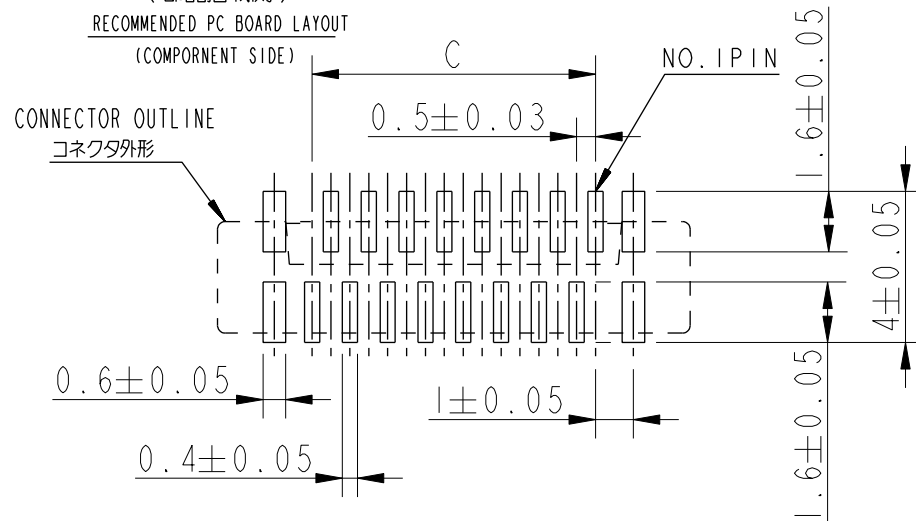 RECOMMENDED PC BOARD LAYOUT
(COMPORNENT SIDE)
C
NO.1PIN
1.6±0.05
CONNECTOR OUTLINE
コネクタ外形
0.5±0.03
4±0.05
0.6±0.05
1±0.05
0.4±0.05
1.6±0.05